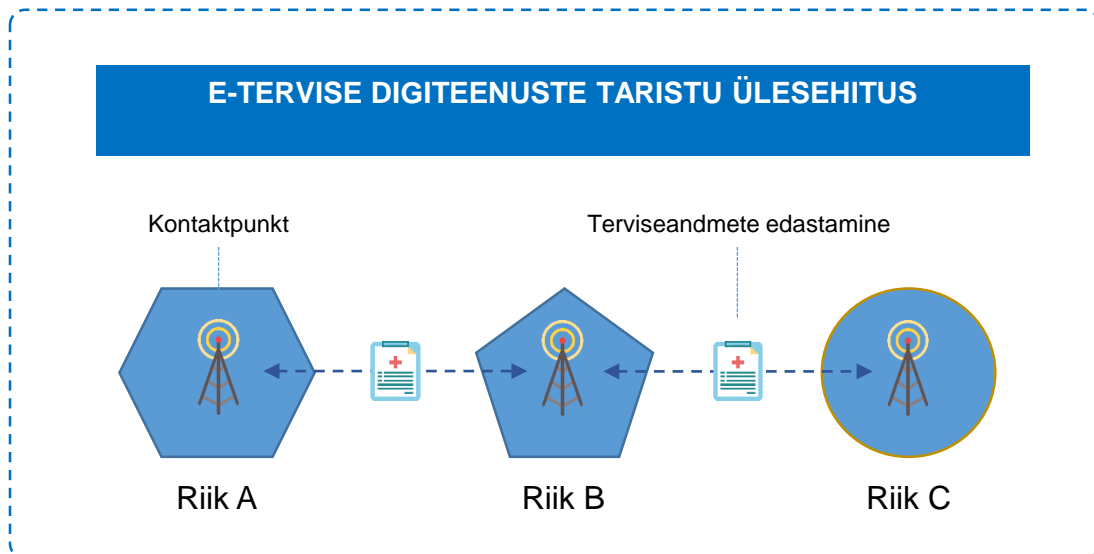 E-TERVISE DIGITEENUSTE TARISTU ÜLESEHITUS
Kontaktpunkt
Terviseandmete edastamine
Riik A
Riik B
Riik C